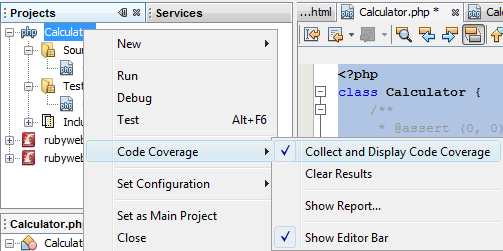 Projects
Services
...html
Calculator.php *
Calculator
New
Sour
Run
Debug
Test
Test
Alt+F6
Inclu
rubyweb
rubyweb
Code Coverage
Set Configuration
Set as Main Project
Close
Collect and Display Code Coverage
Clear Results
Show Report...
Show Editor Bar
<?php
class Calculator {
/**
* @assert (0, 0)
Calculator.ph
Calculato